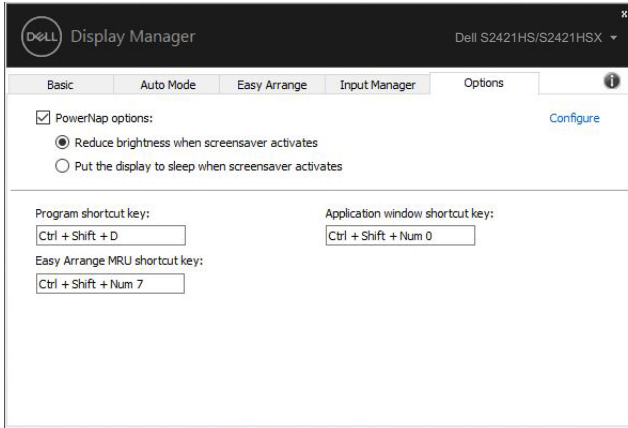 x
DELL Display Manager
Dell S2421HS/S2421HSX
Basic Auto Mode Easy Arrange Input Manager Options i
PowerNap options: Configure
Reduce brightness when screensaver activates
Put the display to sleep when screensaver activates
Program shortcut key: Application window shortcut key:
Ctrl + Shift + D Ctrl + Shift + Num 0
Easy Arrange MRU shortcut key:
Ctrl + Shift + Num 7